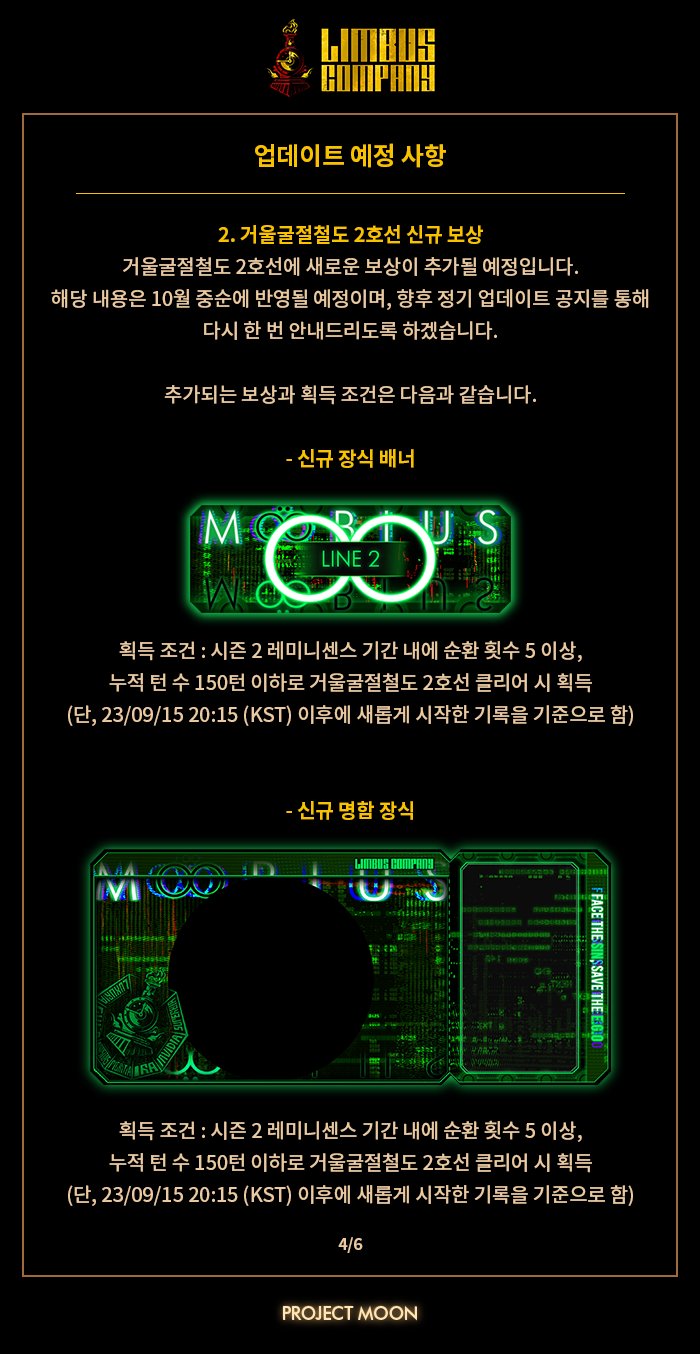 LIMBUS
COMPANY
업데이트 예정 사항
2. 거울굴절철도 2호선 신규 보상
거울굴절철도 2호선에 새로운 보상이 추가될 예정입니다.
해당 내용은 10월 중순에 반영될 예정이며, 향후 정기 업데이트 공지를 통해
다시 한 번 안내드리도록 하겠습니다.
추가되는 보상과 획득 조건은 다음과 같습니다.
- 신규 장식 배너
MOBIUS
LINE 2
획득 조건 : 시즌 2 레미니센스 기간 내에 순환 횟수 5 이상,
누적 턴 수 150턴 이하로 거울굴절철도 2호선 클리어 시 획득
(단, 23/09/15 20:15 (KST) 이후에 새롭게 시작한 기록을 기준으로 함)
- 신규 명함 장식
LIMBUS COMPANY
MOBIUS
FACE THE SIN, SAVE THE E.G.O
획득 조건 : 시즌 2 레미니센스 기간 내에 순환 횟수 5 이상,
누적 턴 수 150턴 이하로 거울굴절철도 2호선 클리어 시 획득
(단, 23/09/15 20:15 (KST) 이후에 새롭게 시작한 기록을 기준으로 함)
4/6
PROJECT MOON